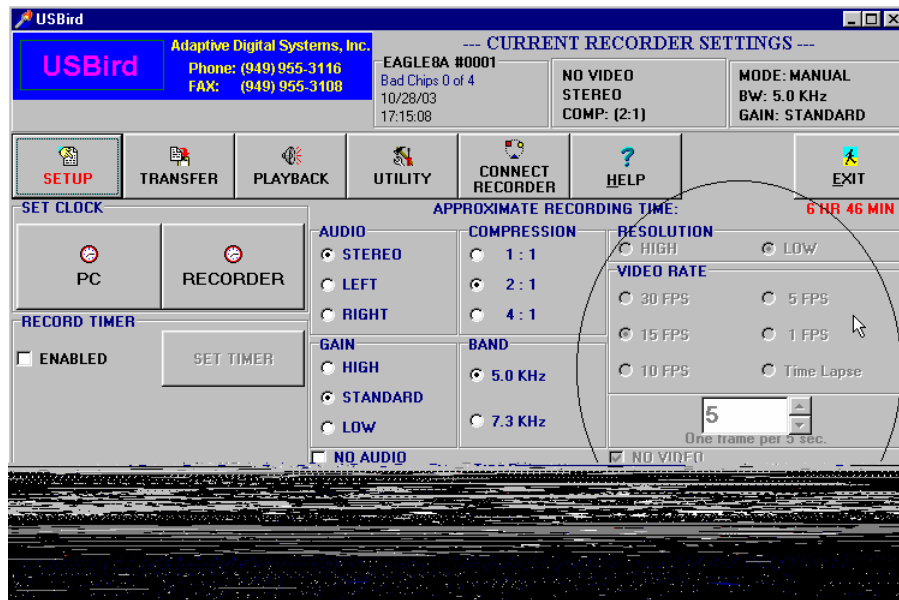 USBird
USBird
Adaptive Digital Systems, Inc.
Phone: (949) 955-3116
FAX: (949) 955-3108
--- CURRENT RECORDER SETTINGS ---
EAGLE8A #0001
Bad Chips 0 of 4
10/28/03
17:15:08
NO VIDEO
STEREO
COMP: (2:1)
MODE: MANUAL
BW: 5.0 KHz
GAIN: STANDARD
SETUP
TRANSFER
PLAYBACK
UTILITY
CONNECT
RECORDER
HELP
EXIT
SET CLOCK
PC
RECORDER
RECORD TIMER
ENABLED
SET TIMER
APPROXIMATE RECORDING TIME:
6 HR 46 MIN
AUDIO
STEREO
LEFT
RIGHT
COMPRESSION
1 : 1
2 : 1
4 : 1
GAIN
HIGH
STANDARD
LOW
BAND
5.0 KHz
7.3 KHz
NO AUDIO
RESOLUTION
HIGH
LOW
VIDEO RATE
30 FPS
5 FPS
15 FPS
1 FPS
10 FPS
Time Lapse
5
One frame per 5 sec.
NO VIDEO